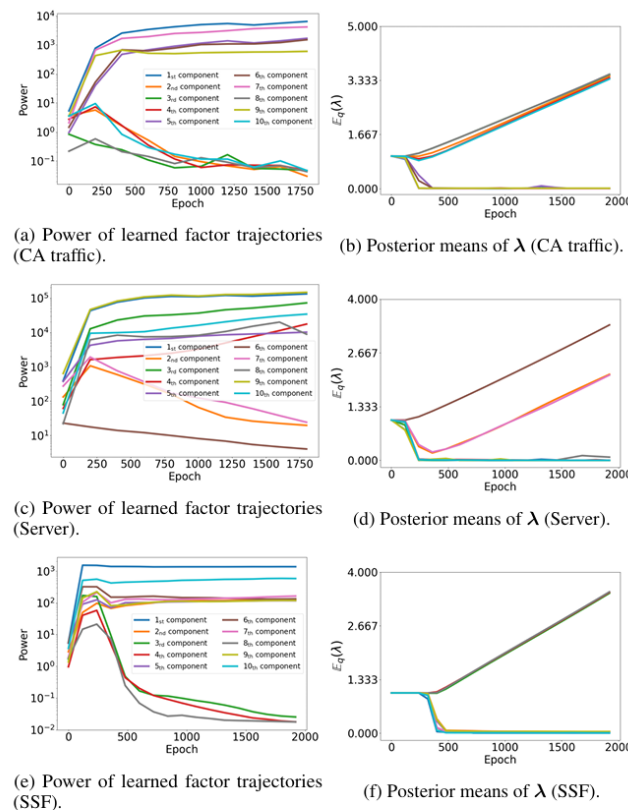 10⁴
10³
10²
10¹
10⁰
10⁻¹
Power
0 250 500 750 1000 1250 1500 1750
Epoch
1st component
2nd component
3rd component
4th component
5th component
6th component
7th component
8th component
9th component
10th component
(a) Power of learned factor trajectories
(CA traffic).
5.000
3.333
1.667
0.000
𝔼q(λ)
0 500 1000 1500 2000
Epoch
(b) Posterior means of λ (CA traffic).
10⁵
10⁴
10³
10²
10¹
Power
0 250 500 750 1000 1250 1500 1750
Epoch
1st component
2nd component
3rd component
4th component
5th component
6th component
7th component
8th component
9th component
10th component
(c) Power of learned factor trajectories
(Server).
4.000
2.667
1.333
0.000
𝔼q(λ)
0 500 1000 1500 2000
Epoch
(d) Posterior means of λ (Server).
10³
10²
10¹
10⁰
10⁻¹
10⁻²
Power
0 500 1000 1500 2000
Epoch
1st component
2nd component
3rd component
4th component
5th component
6th component
7th component
8th component
9th component
10th component
(e) Power of learned factor trajectories
(SSF).
4.000
2.667
1.333
0.000
𝔼q(λ)
0 500 1000 1500 2000
Epoch
(f) Posterior means of λ (SSF).